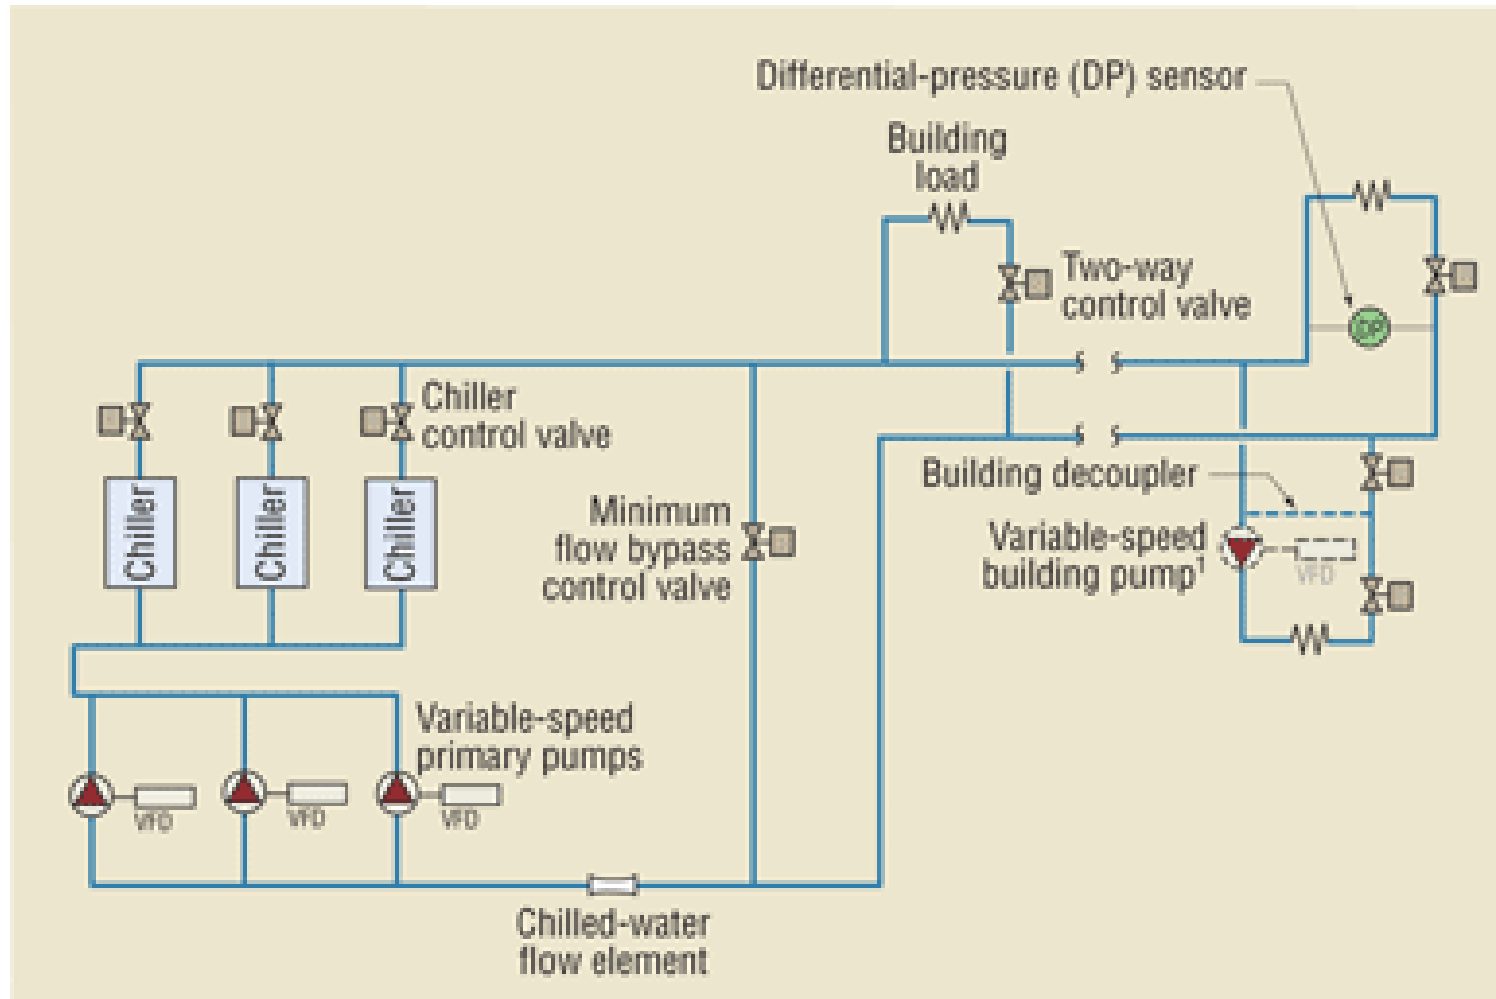 Differential-pressure (DP) sensor
Building
load
Two-way
control valve
DP
Chiller
control valve
Chiller
Chiller
Chiller
Building decoupler
Minimum
flow bypass
control valve
Variable-speed
building pump¹
VFD
Variable-speed
primary pumps
VFD
VFD
VFD
Chilled-water
flow element